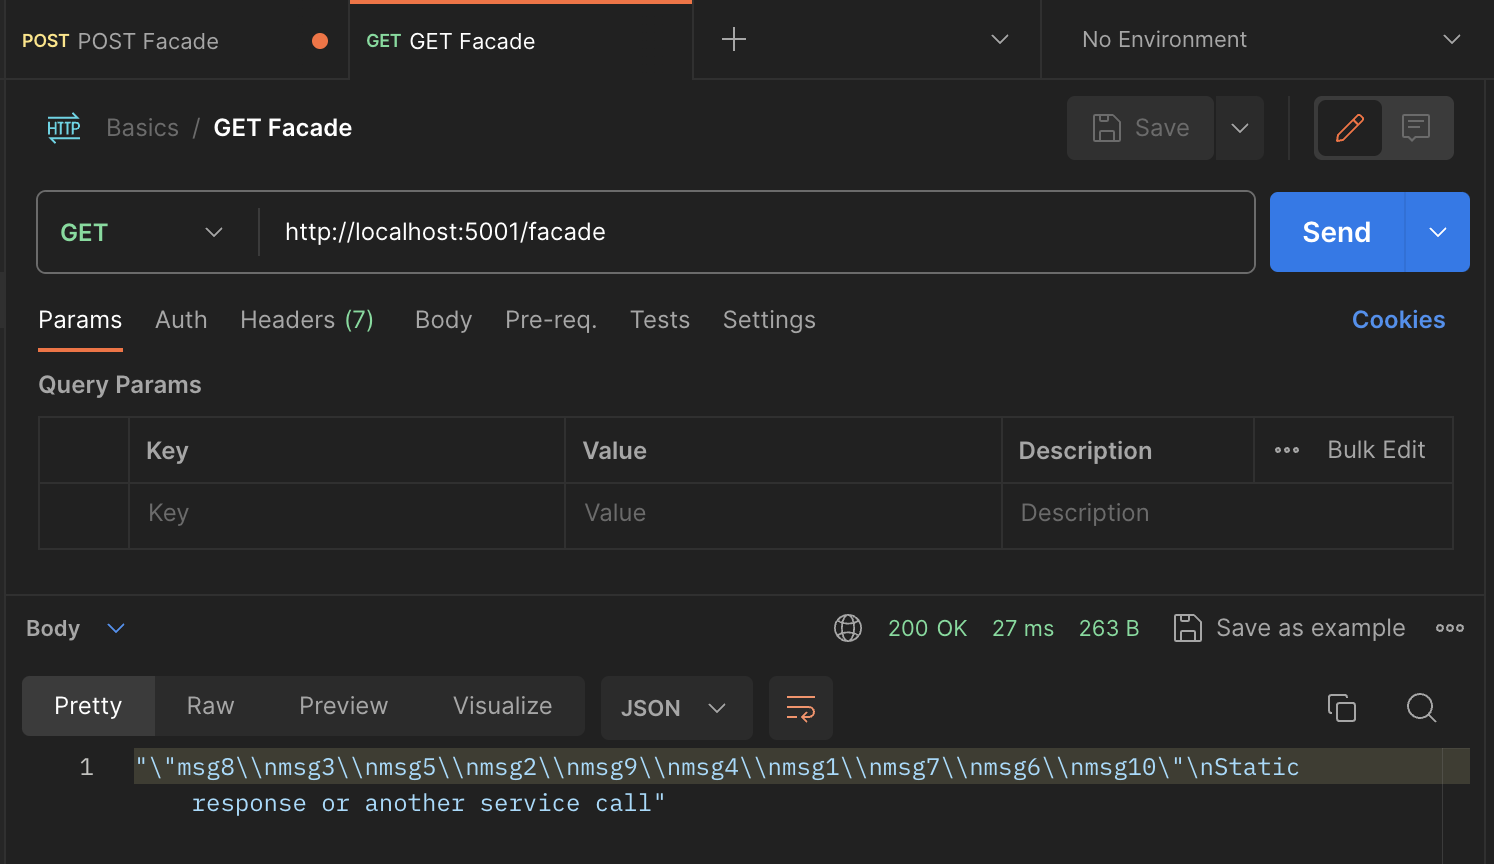 POST POST Facade
GET GET Facade
No Environment
HTTP Basics / GET Facade
Save
GET http://localhost:5001/facade
Send
Params Auth Headers (7) Body Pre-req. Tests Settings Cookies
Query Params
Key Value Description Bulk Edit
Key Value Description
Body 200 OK 27 ms 263 B Save as example
Pretty Raw Preview Visualize JSON
1 "\"msg8\\nmsg3\\nmsg5\\nmsg2\\nmsg9\\nmsg4\\nmsg1\\nmsg7\\nmsg6\\nmsg10\"\nStatic
response or another service call"